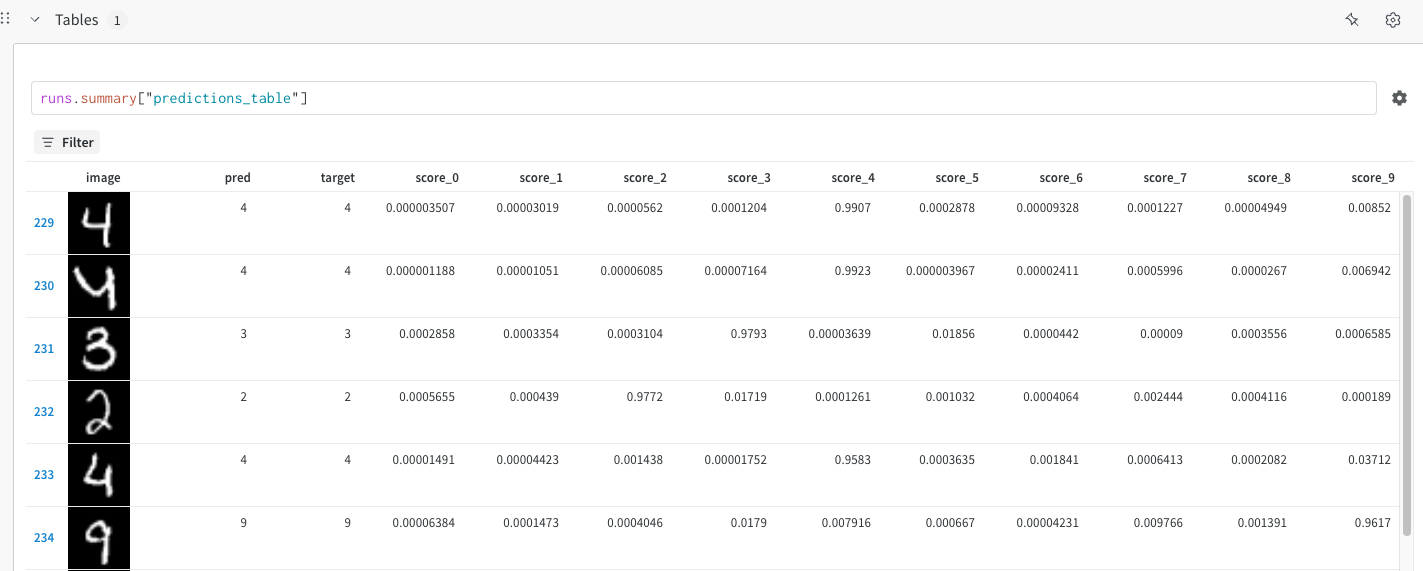 Tables 1
runs.summary["predictions_table"]
Filter
image pred target score_0 score_1 score_2 score_3 score_4 score_5 score_6 score_7 score_8 score_9
229 4 4 4 0.000003507 0.00003019 0.0000562 0.0001204 0.9907 0.0002878 0.00009328 0.0001227 0.00004949 0.00852
230 4 4 4 0.000001188 0.00001051 0.00006085 0.00007164 0.9923 0.000003967 0.00002411 0.0005996 0.0000267 0.006942
231 3 3 3 0.0002858 0.0003354 0.0003104 0.9793 0.00003639 0.01856 0.0000442 0.00009 0.0003556 0.0006585
232 2 2 2 0.0005655 0.000439 0.9772 0.01719 0.0001261 0.001032 0.0004064 0.002444 0.0004116 0.000189
233 4 4 4 0.00001491 0.00004423 0.001438 0.00001752 0.9583 0.0003635 0.001841 0.0006413 0.0002082 0.03712
234 9 9 9 0.00006384 0.0001473 0.0004046 0.0179 0.007916 0.000667 0.00004231 0.009766 0.001391 0.9617